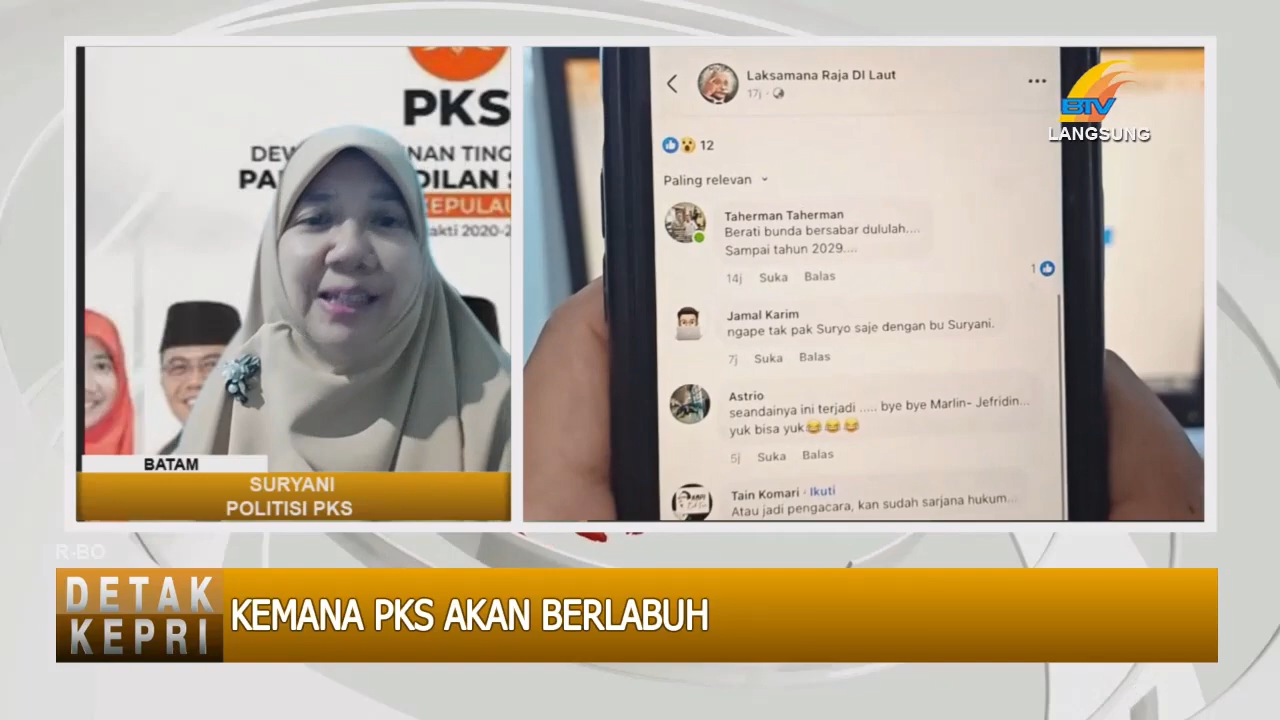 PKS
DEW NAN TING
PA DILAN S
KEPULAU
akti 2020-2
BATAM
SURYANI
POLITISI PKS
Laksamana Raja DI Laut
17j
12
Paling relevan
Taherman Taherman
Berati bunda bersabar dululah....
Sampai tahun 2029....
14j Suka Balas
1
Jamal Karim
ngape tak pak Suryo saje dengan bu Suryani.
7j Suka Balas
Astrio
seandainya ini terjadi ..... bye bye Marlin- Jefridin...
yuk bisa yuk😂😂😂
5j Suka Balas
Tain Komari · Ikuti
Atau jadi pengacara, kan sudah sarjana hukum...
BTV
LANGSUNG
R-BO
DETAK
KEPRI
KEMANA PKS AKAN BERLABUH